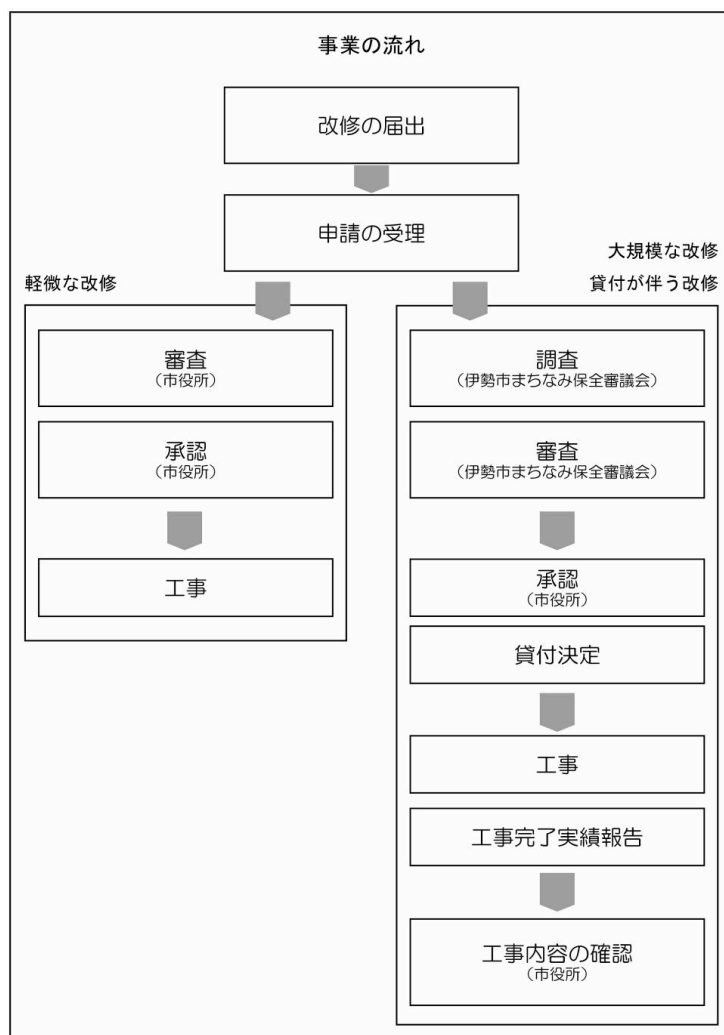 事業の流れ
改修の届出
申請の受理
軽微な改修
審査
（市役所）
承認
（市役所）
工事
大規模な改修
貸付が伴う改修
調査
（伊勢市まちなみ保全審議会）
審査
（伊勢市まちなみ保全審議会）
承認
（市役所）
貸付決定
工事
工事完了実績報告
工事内容の確認
（市役所）